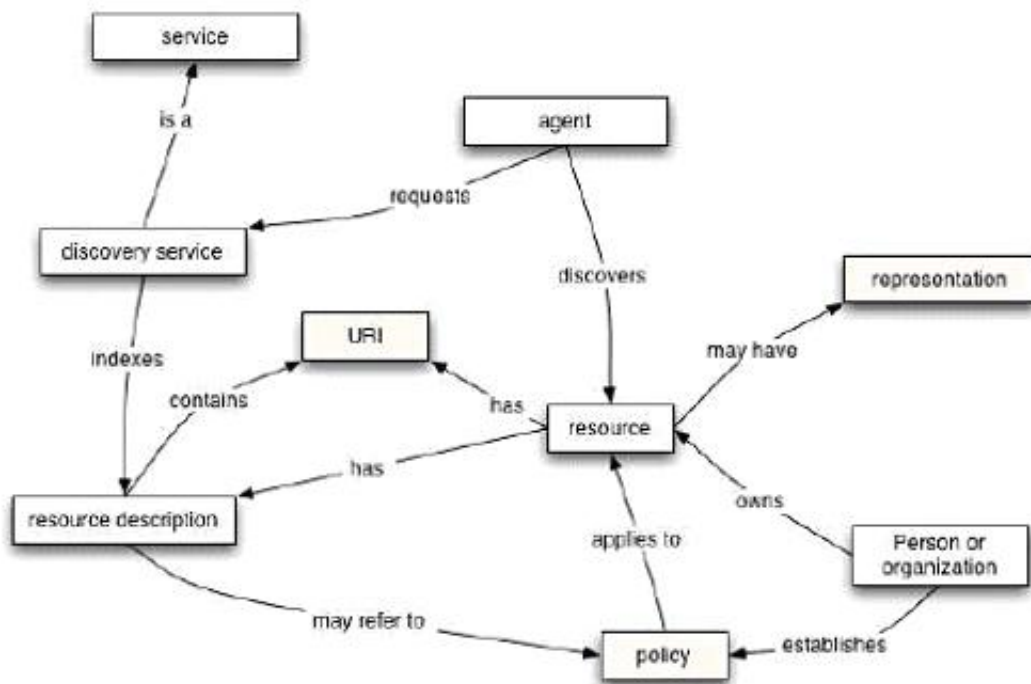 service
is a
agent
requests
discovery service
discovers
representation
URI
indexes
may have
contains
has
resource
has
owns
resource description
applies to
Person or
organization
may refer to
policy
establishes